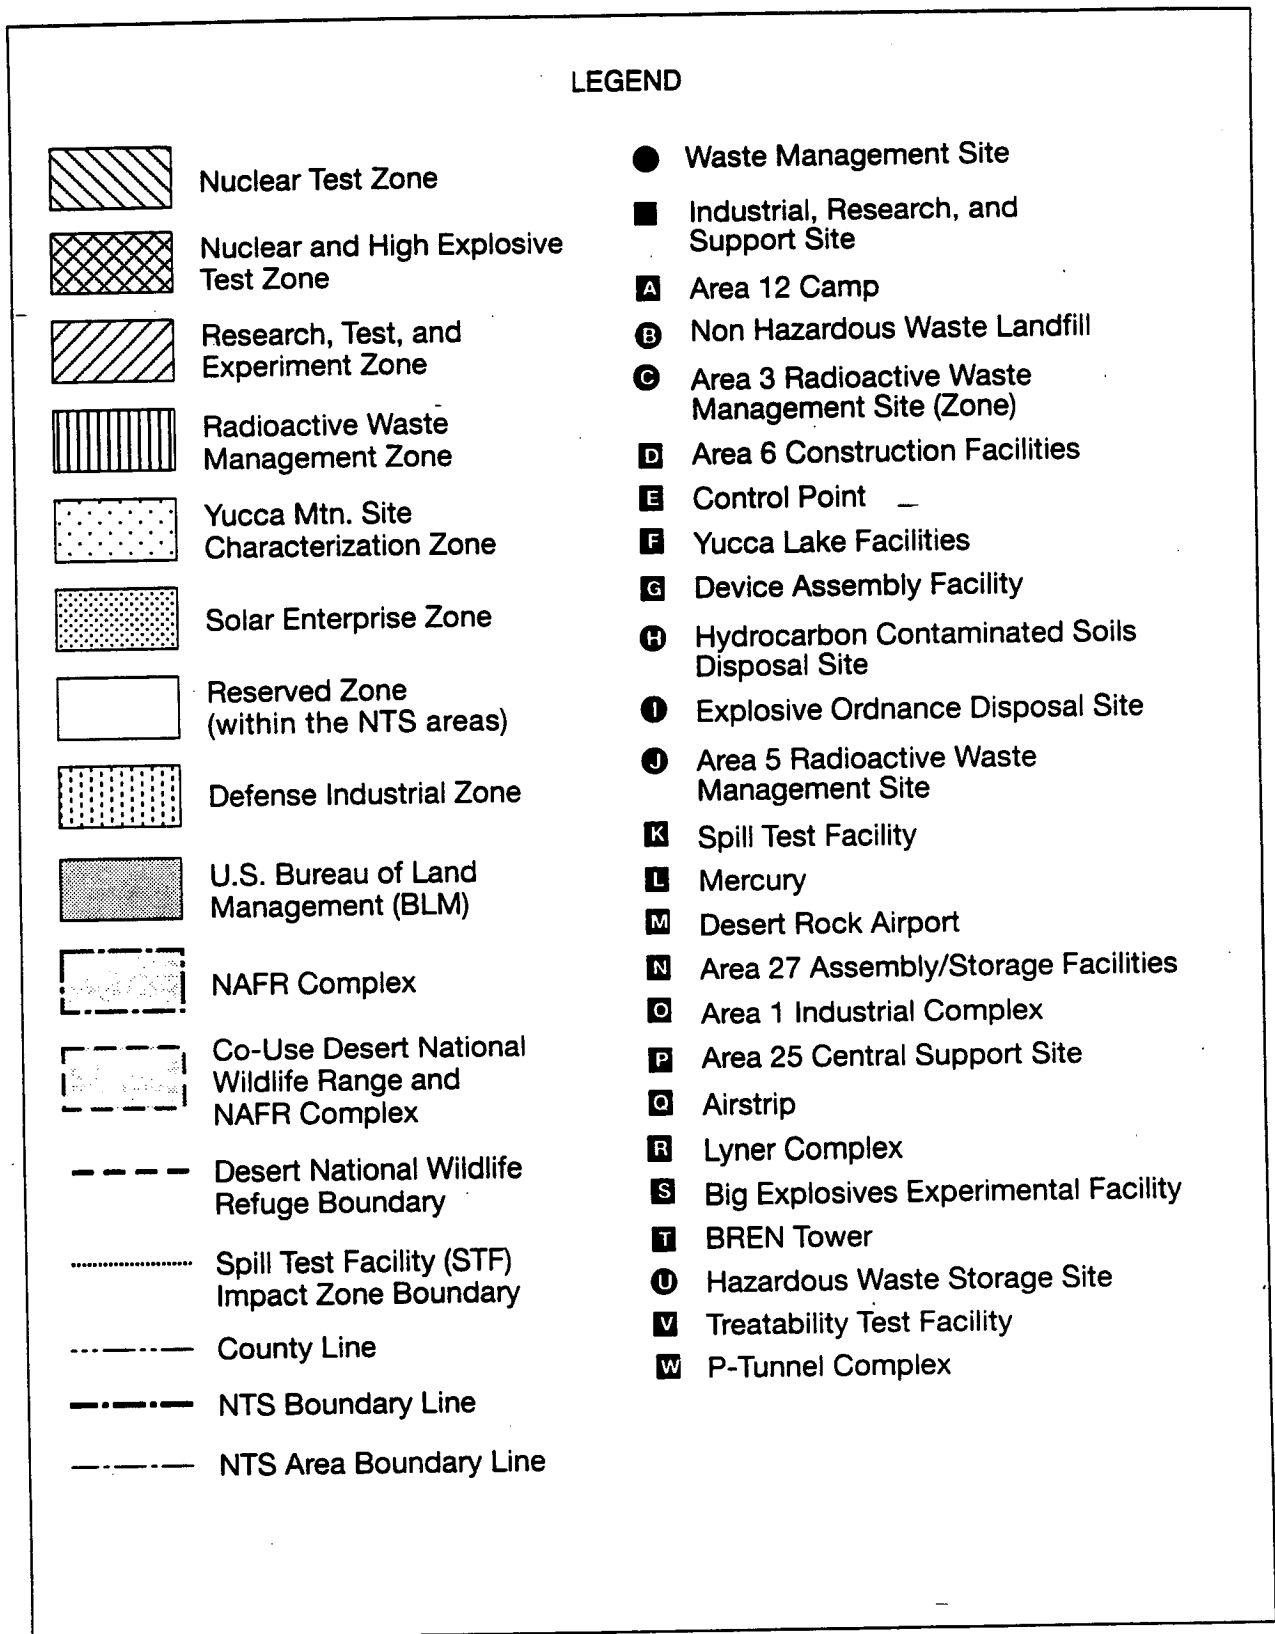 LEGEND
Nuclear Test Zone
Nuclear and High Explosive
Test Zone
Research, Test, and
Experiment Zone
Radioactive Waste
Management Zone
Yucca Mtn. Site
Characterization Zone
Solar Enterprise Zone
Reserved Zone
(within the NTS areas)
Defense Industrial Zone
U.S. Bureau of Land
Management (BLM)
NAFR Complex
Co-Use Desert National
Wildlife Range and
NAFR Complex
Desert National Wildlife
Refuge Boundary
Spill Test Facility (STF)
Impact Zone Boundary
County Line
NTS Boundary Line
NTS Area Boundary Line
Waste Management Site
Industrial, Research, and
Support Site
A Area 12 Camp
B Non Hazardous Waste Landfill
C Area 3 Radioactive Waste
Management Site (Zone)
D Area 6 Construction Facilities
E Control Point
F Yucca Lake Facilities
G Device Assembly Facility
H Hydrocarbon Contaminated Soils
Disposal Site
I Explosive Ordnance Disposal Site
J Area 5 Radioactive Waste
Management Site
K Spill Test Facility
L Mercury
M Desert Rock Airport
N Area 27 Assembly/Storage Facilities
O Area 1 Industrial Complex
P Area 25 Central Support Site
Q Airstrip
R Lyner Complex
S Big Explosives Experimental Facility
T BREN Tower
U Hazardous Waste Storage Site
V Treatability Test Facility
W P-Tunnel Complex